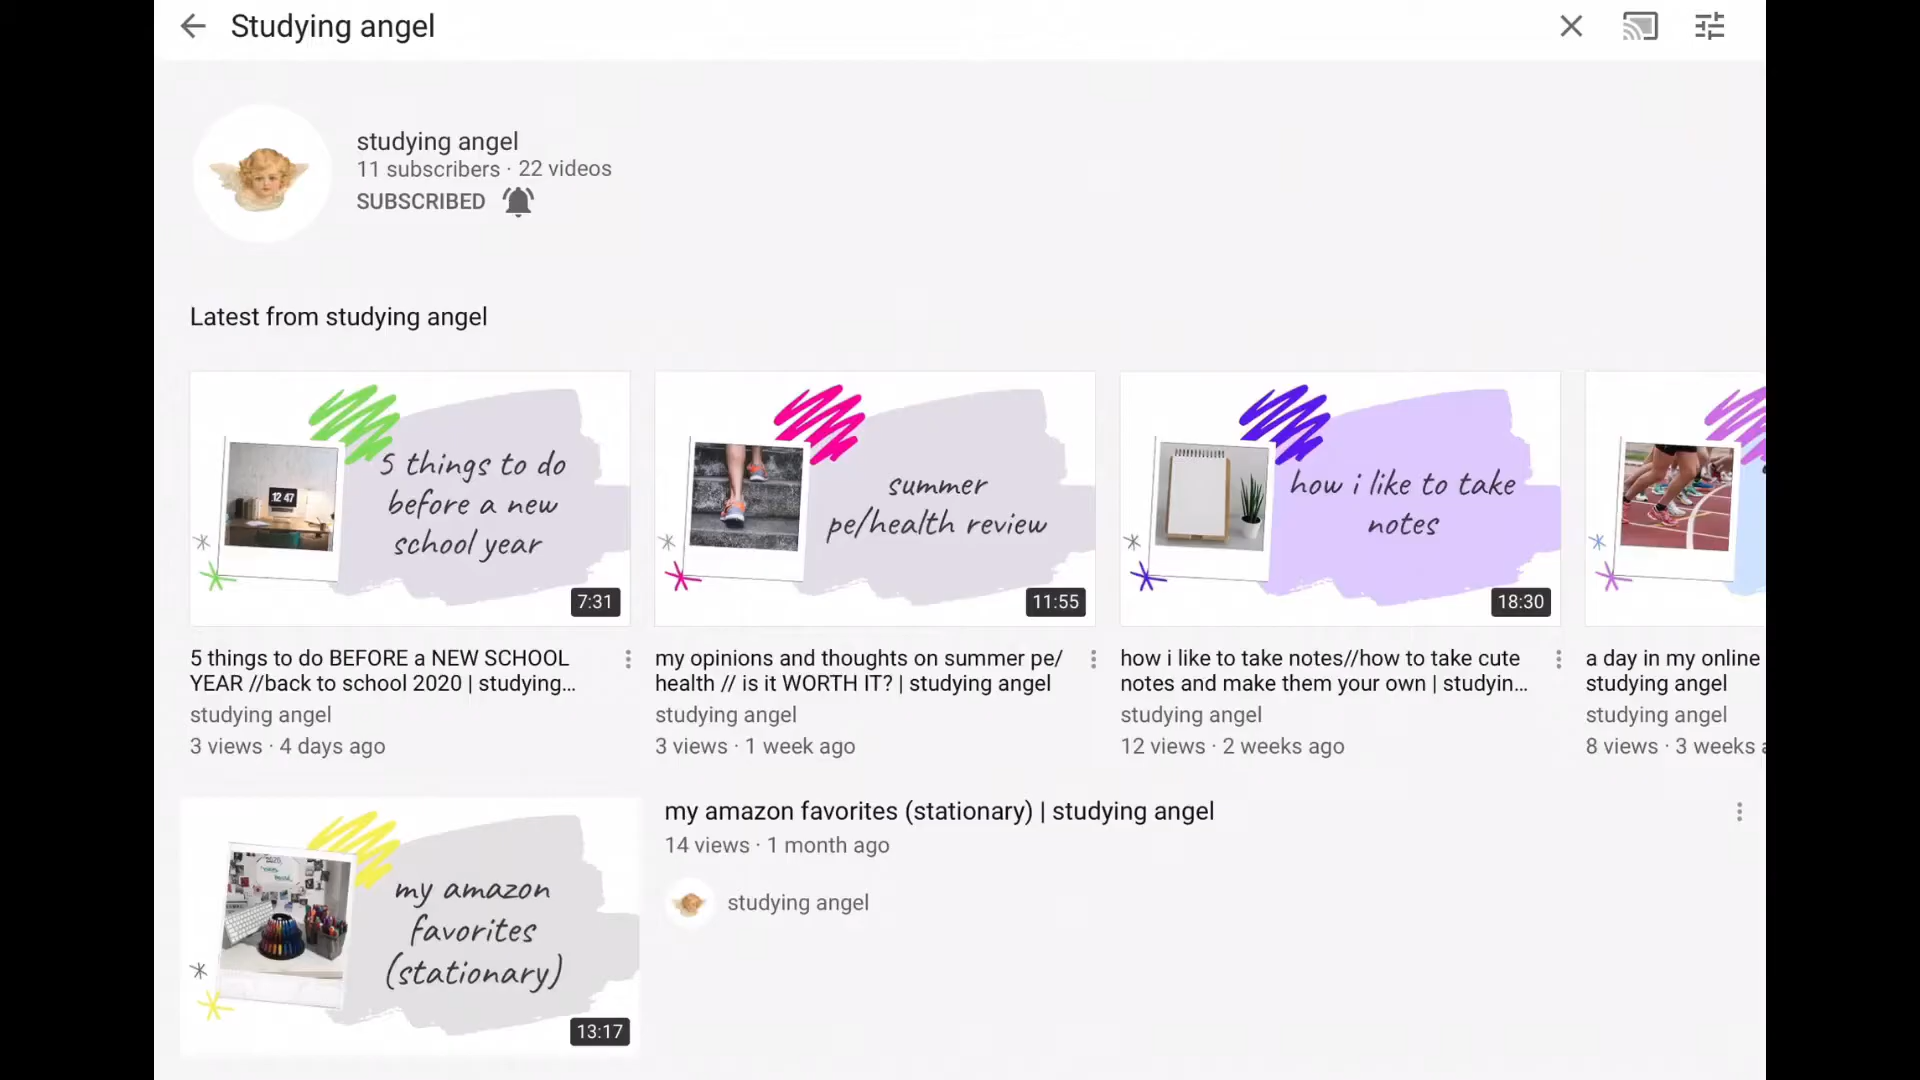 Studying angel
studying angel
11 subscribers · 22 videos
SUBSCRIBED
Latest from studying angel
5 things to do
before a new
school year
7:31
summer
pe/health review
11:55
how i like to take
notes
18:30
5 things to do BEFORE a NEW SCHOOL
YEAR //back to school 2020 | studying...
studying angel
3 views · 4 days ago
my opinions and thoughts on summer pe/
health // is it WORTH IT? | studying angel
studying angel
3 views · 1 week ago
how i like to take notes//how to take cute
notes and make them your own | studyin...
studying angel
12 views · 2 weeks ago
a day in my online
studying angel
studying angel
8 views · 3 weeks
my amazon
favorites
(stationary)
13:17
my amazon favorites (stationary) | studying angel
14 views · 1 month ago
studying angel
12 47